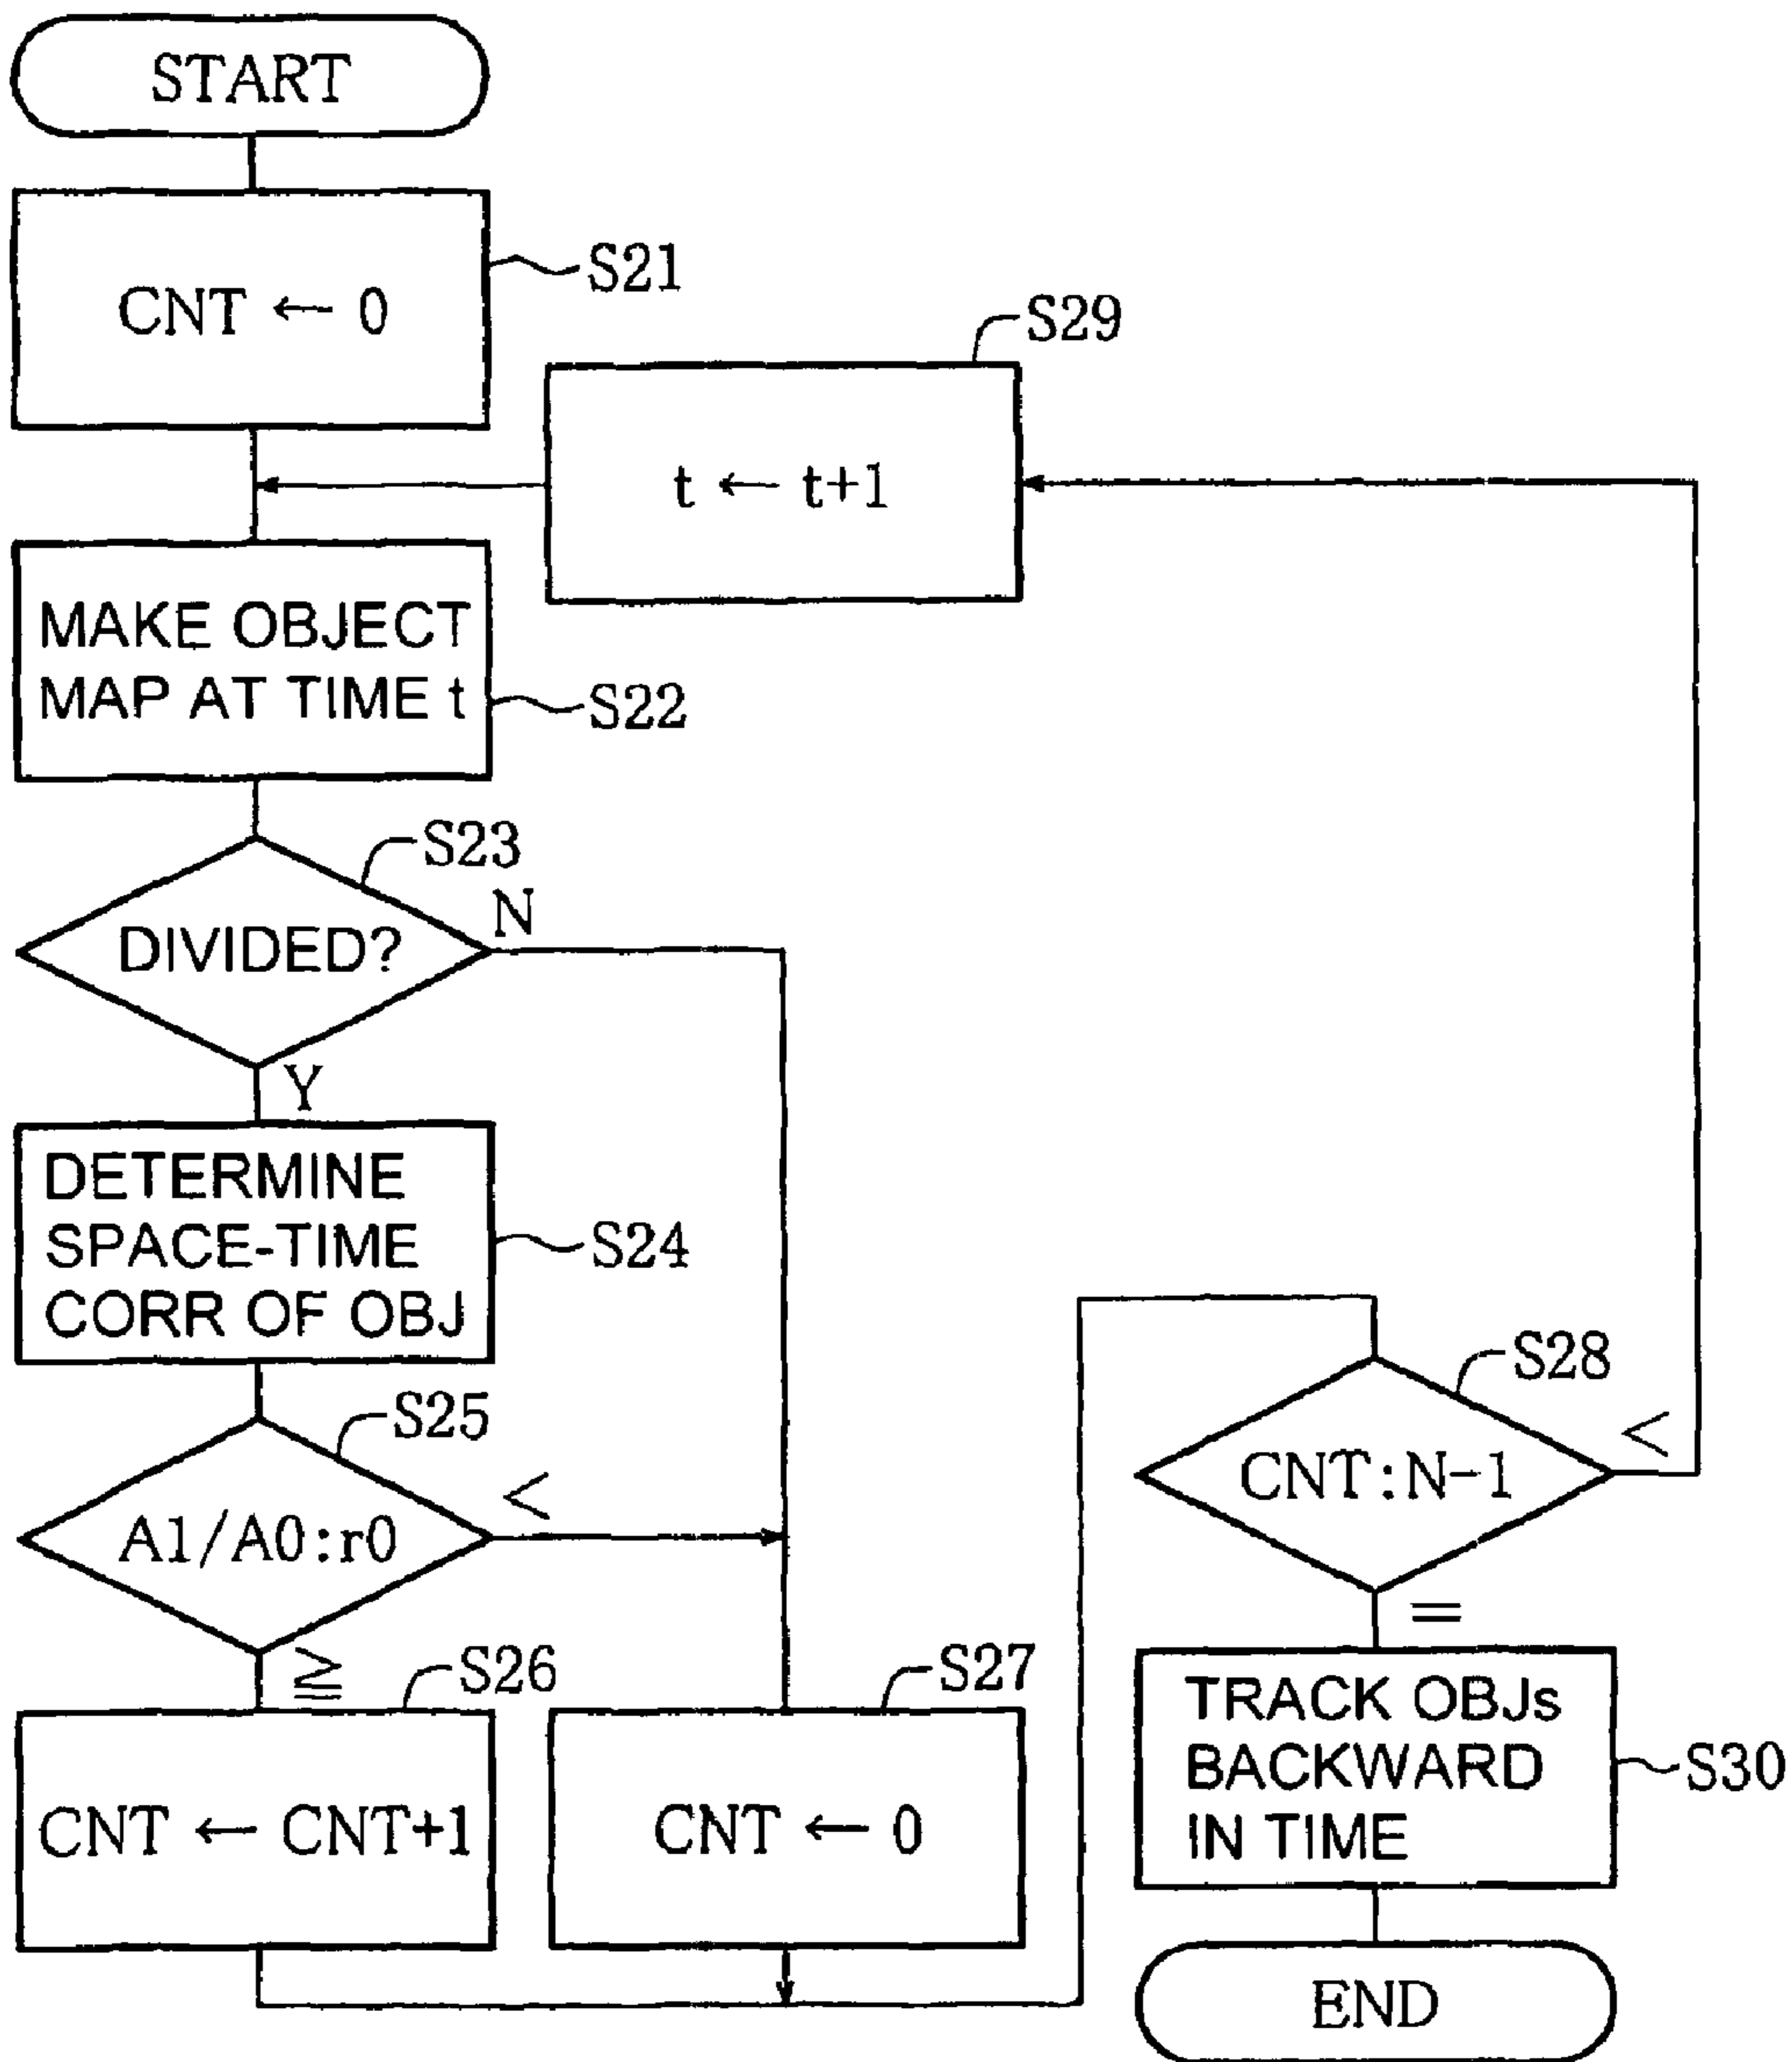 START
CNT ← 0
S21
S29
t ← t+1
MAKE OBJECT
MAP AT TIME t
S22
S23
DIVIDED?
N
Y
DETERMINE
SPACE-TIME
CORR OF OBJ
S24
S25
A1/A0:r0
<
≧
S26
CNT ← CNT+1
S27
CNT ← 0
S28
CNT:N-1
<
=
TRACK OBJs
BACKWARD
IN TIME
S30
END